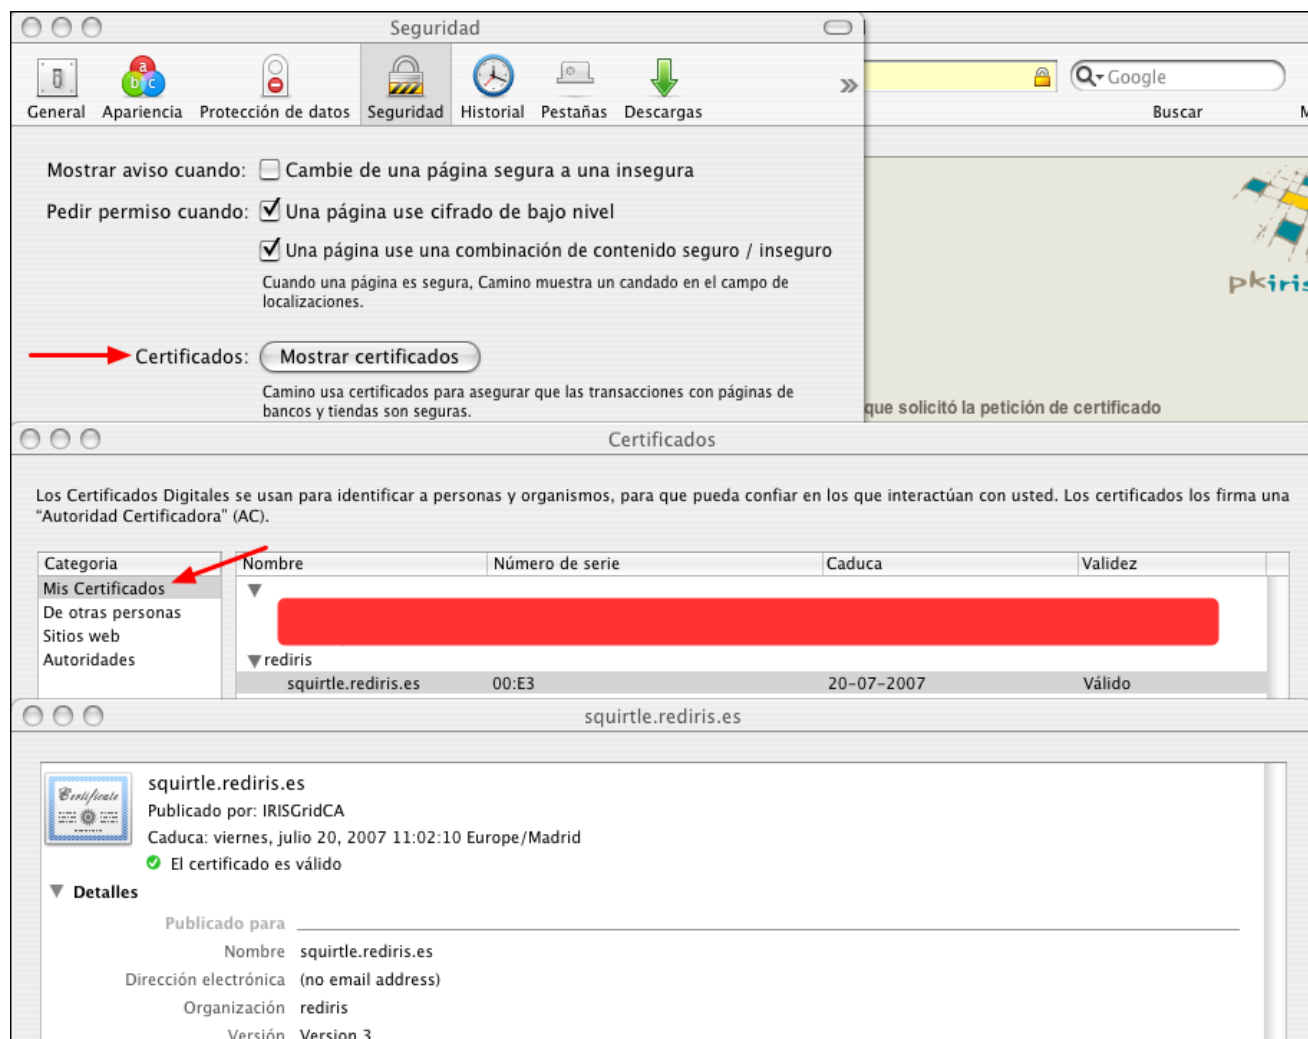 Seguridad
Google
General Apariencia Protección de datos Seguridad Historial Pestañas Descargas
Buscar
Mostrar aviso cuando: Cambie de una página segura a una insegura
Pedir permiso cuando: Una página use cifrado de bajo nivel
Una página use una combinación de contenido seguro / inseguro
Cuando una página es segura, Camino muestra un candado en el campo de
localizaciones.
pkiris
Certificados: Mostrar certificados
Camino usa certificados para asegurar que las transacciones con páginas de
bancos y tiendas son seguras.
que solicitó la petición de certificado
Certificados
Los Certificados Digitales se usan para identificar a personas y organismos, para que pueda confiar en los que interactúan con usted. Los certificados los firma una
“Autoridad Certificadora” (AC).
Categoria Nombre Número de serie Caduca Validez
Mis Certificados
De otras personas
Sitios web
Autoridades rediris
squirtle.rediris.es 00:E3 20-07-2007 Válido
squirtle.rediris.es
Certificate
squirtle.rediris.es
Publicado por: IRISGridCA
Caduca: viernes, julio 20, 2007 11:02:10 Europe/Madrid
El certificado es válido
Detalles
Publicado para
Nombre squirtle.rediris.es
Dirección electrónica (no email address)
Organización rediris
Versión Version 3